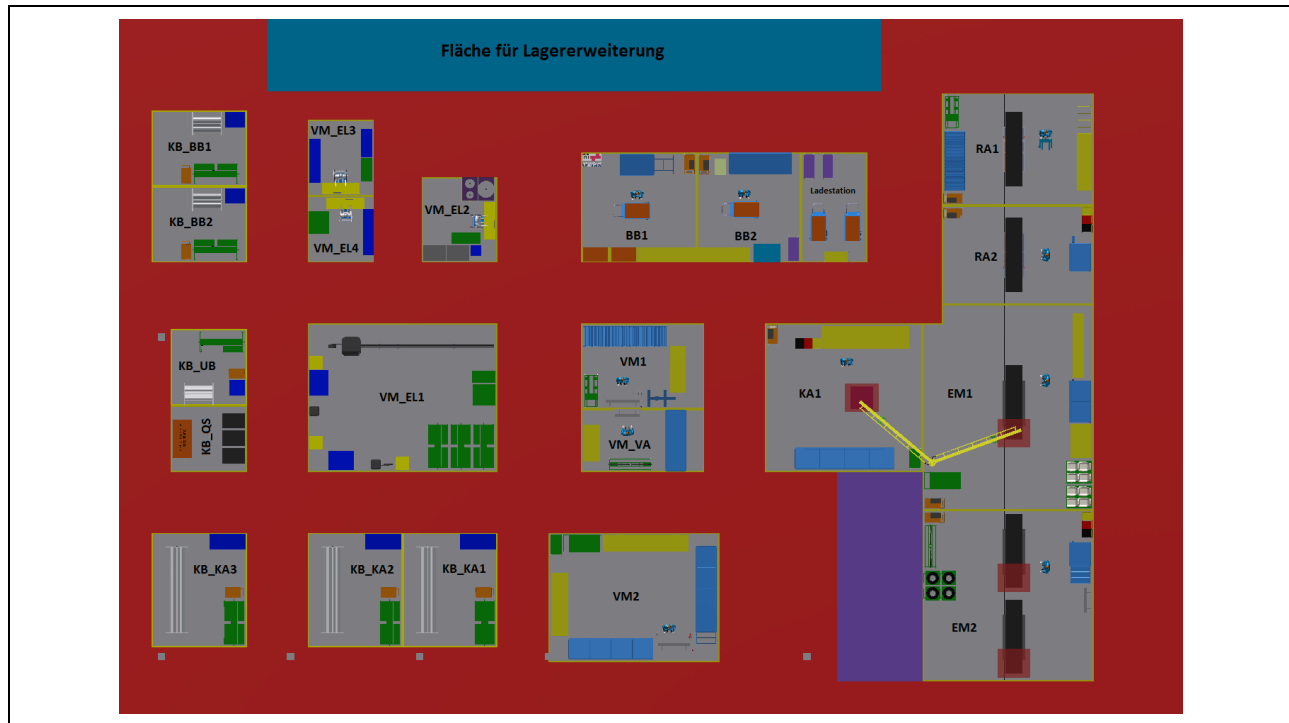 Fläche für Lagererweiterung
KB_BB1
KB_BB2
VM_EL3
VM_EL4
VM_EL2
BB1
BB2
Ladestation
RA1
RA2
KB_UB
KB_QS
VM_EL1
VM1
VM_VA
KA1
EM1
KB_KA3
KB_KA2
KB_KA1
VM2
EM2